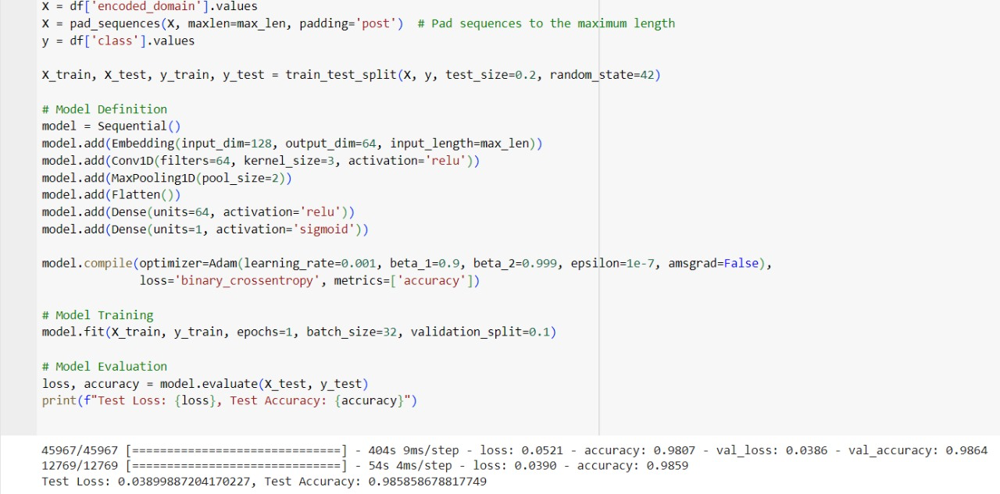 X = df['encoded_domain'].values
X = pad_sequences(X, maxlen=max_len, padding='post')  # Pad sequences to the maximum length
y = df['class'].values
X_train, X_test, y_train, y_test = train_test_split(X, y, test_size=0.2, random_state=42)
# Model Definition
model = Sequential()
model.add(Embedding(input_dim=128, output_dim=64, input_length=max_len))
model.add(Conv1D(filters=64, kernel_size=3, activation='relu'))
model.add(MaxPooling1D(pool_size=2))
model.add(Flatten())
model.add(Dense(units=64, activation='relu'))
model.add(Dense(units=1, activation='sigmoid'))
model.compile(optimizer=Adam(learning_rate=0.001, beta_1=0.9, beta_2=0.999, epsilon=1e-7, amsgrad=False),
loss='binary_crossentropy', metrics=['accuracy'])
# Model Training
model.fit(X_train, y_train, epochs=1, batch_size=32, validation_split=0.1)
# Model Evaluation
loss, accuracy = model.evaluate(X_test, y_test)
print(f"Test Loss: {loss}, Test Accuracy: {accuracy}")
45967/45967 [==============================] - 404s 9ms/step - loss: 0.0521 - accuracy: 0.9807 - val_loss: 0.0386 - val_accuracy: 0.9864
12769/12769 [==============================] - 54s 4ms/step - loss: 0.0390 - accuracy: 0.9859
Test Loss: 0.03899887204170227, Test Accuracy: 0.985858678817749